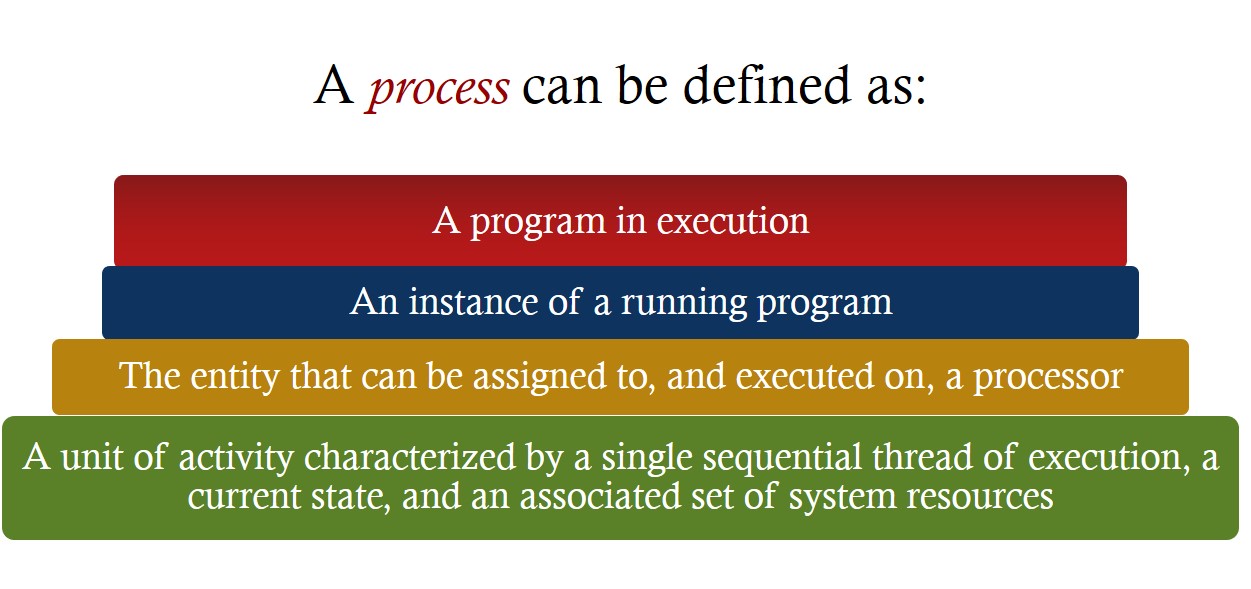 A process can be defined as:
A program in execution
An instance of a running program
The entity that can be assigned to, and executed on, a processor
A unit of activity characterized by a single sequential thread of execution, a
current state, and an associated set of system resources